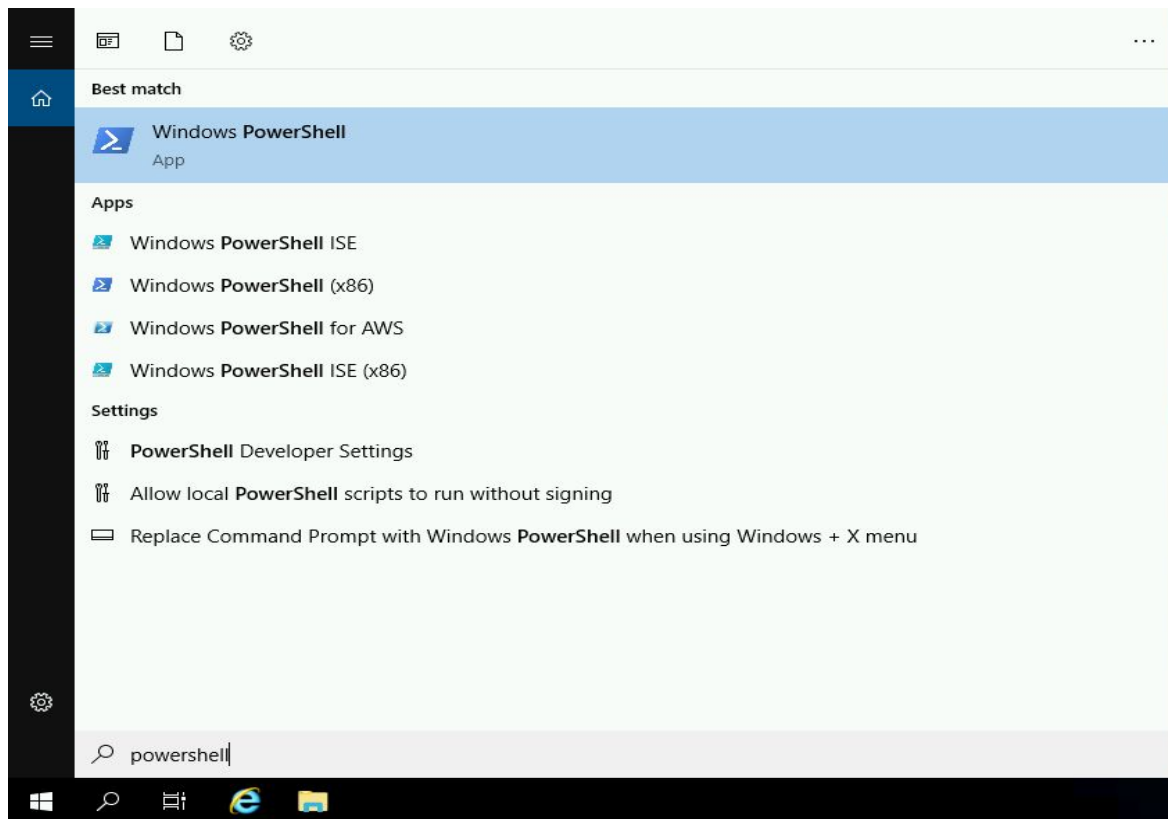 Best match
Windows PowerShell
App
Apps
Windows PowerShell ISE
Windows PowerShell (x86)
Windows PowerShell for AWS
Windows PowerShell ISE (x86)
Settings
PowerShell Developer Settings
Allow local PowerShell scripts to run without signing
Replace Command Prompt with Windows PowerShell when using Windows + X menu
powershell